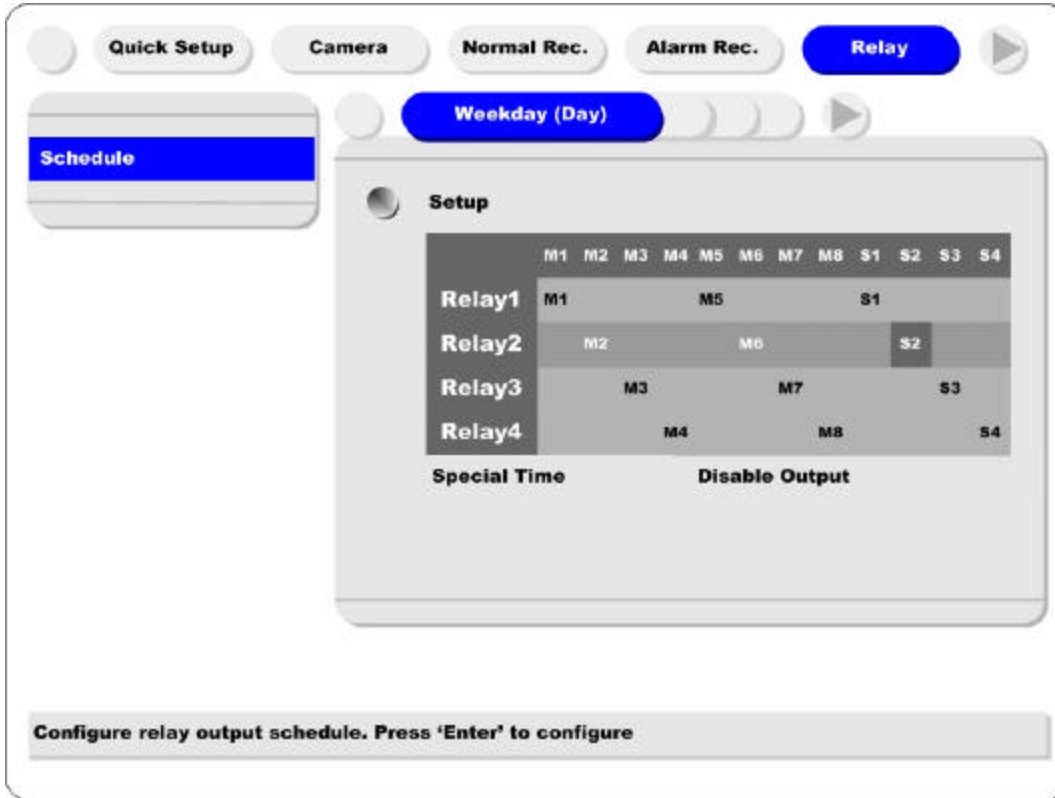 Quick Setup Camera Normal Rec. Alarm Rec. Relay
Weekday (Day)
Schedule
Setup
M1 M2 M3 M4 M5 M6 M7 M8 S1 S2 S3 S4
Relay1 M1 M5 S1
Relay2 M2 M6 S2
Relay3 M3 M7 S3
Relay4 M4 M8 S4
Special Time Disable Output
Configure relay output schedule. Press ‘Enter’ to configure